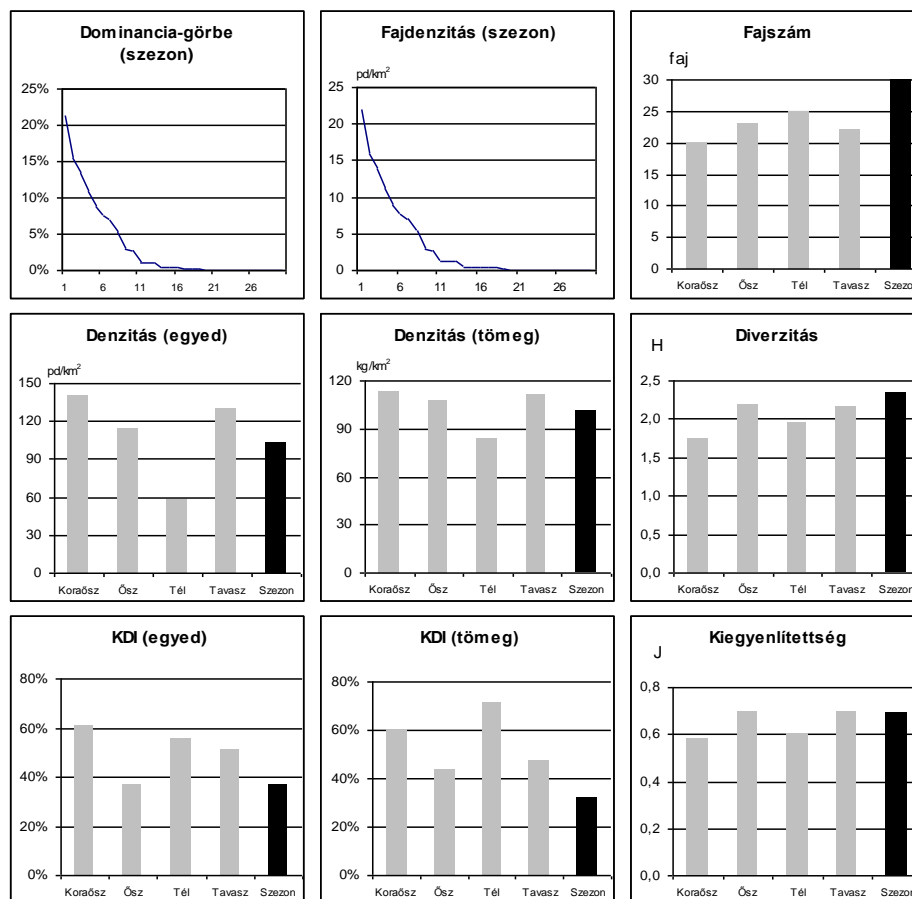 Dominancia-görbe
(szezon)
25%
20%
15%
10%
5%
0%
1 6 11 16 21 26
Fajdenzitás (szezon)
pd/km²
25
20
15
10
5
0
1 6 11 16 21 26
Fajszám
faj
30
25
20
15
10
5
0
Koraősz Ősz Tél Tavasz Szezon
Denzitás (egyed)
pd/km²
150
120
90
60
30
0
Koraősz Ősz Tél Tavasz Szezon
Denzitás (tömeg)
kg/km²
120
90
60
30
0
Koraősz Ősz Tél Tavasz Szezon
Diverzitás
H
2,5
2,0
1,5
1,0
0,5
0,0
Koraősz Ősz Tél Tavasz Szezon
KDI (egyed)
80%
60%
40%
20%
0%
Koraősz Ősz Tél Tavasz Szezon
KDI (tömeg)
80%
60%
40%
20%
0%
Koraősz Ősz Tél Tavasz Szezon
Kiegyenlítettség
J
0,8
0,6
0,4
0,2
0,0
Koraősz Ősz Tél Tavasz Szezon